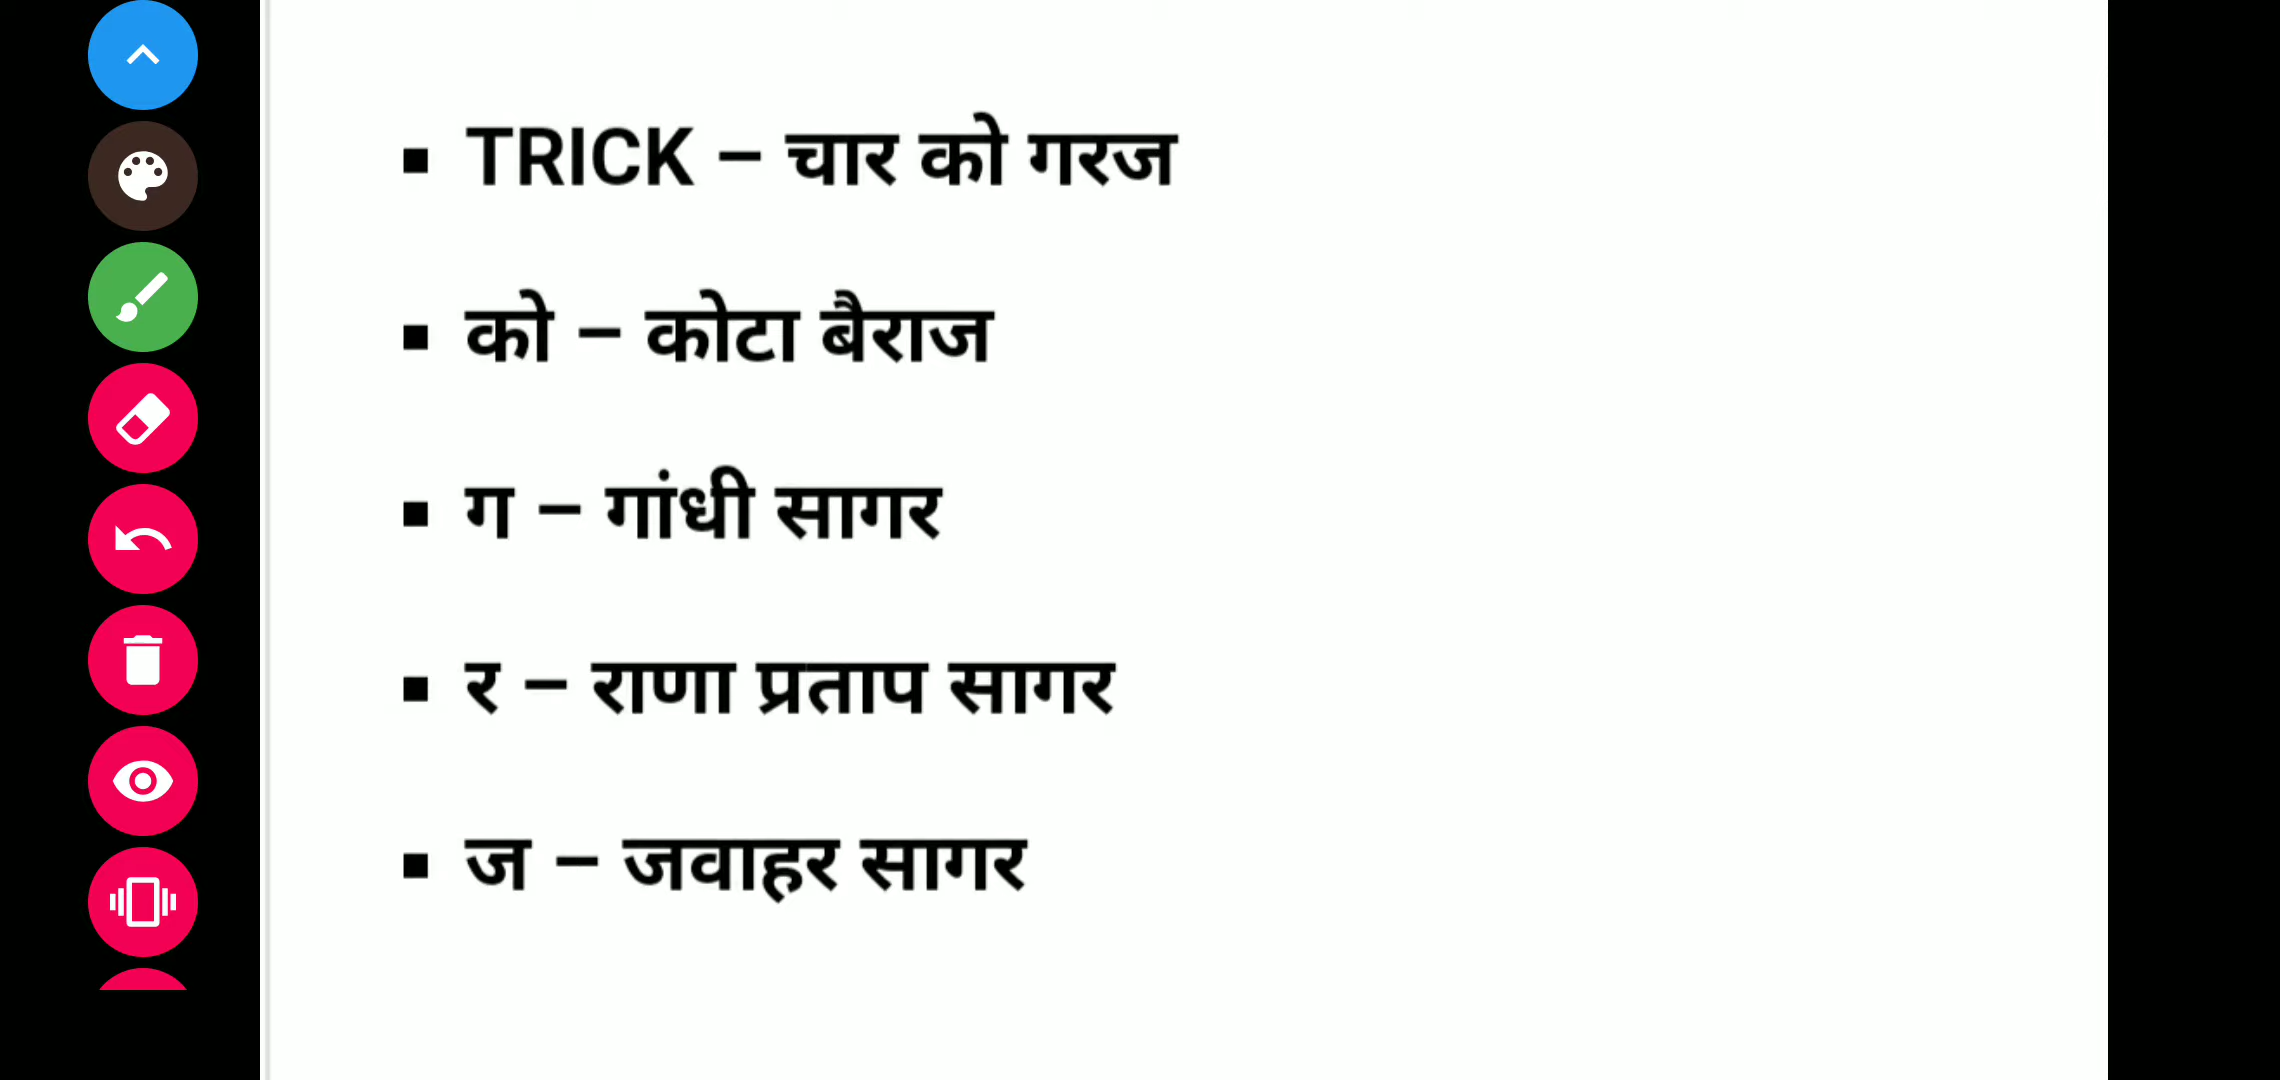 ▪ TRICK – चार को गरज
▪ को – कोटा बैराज
▪ ग – गांधी सागर
▪ र – राणा प्रताप सागर
▪ ज – जवाहर सागर